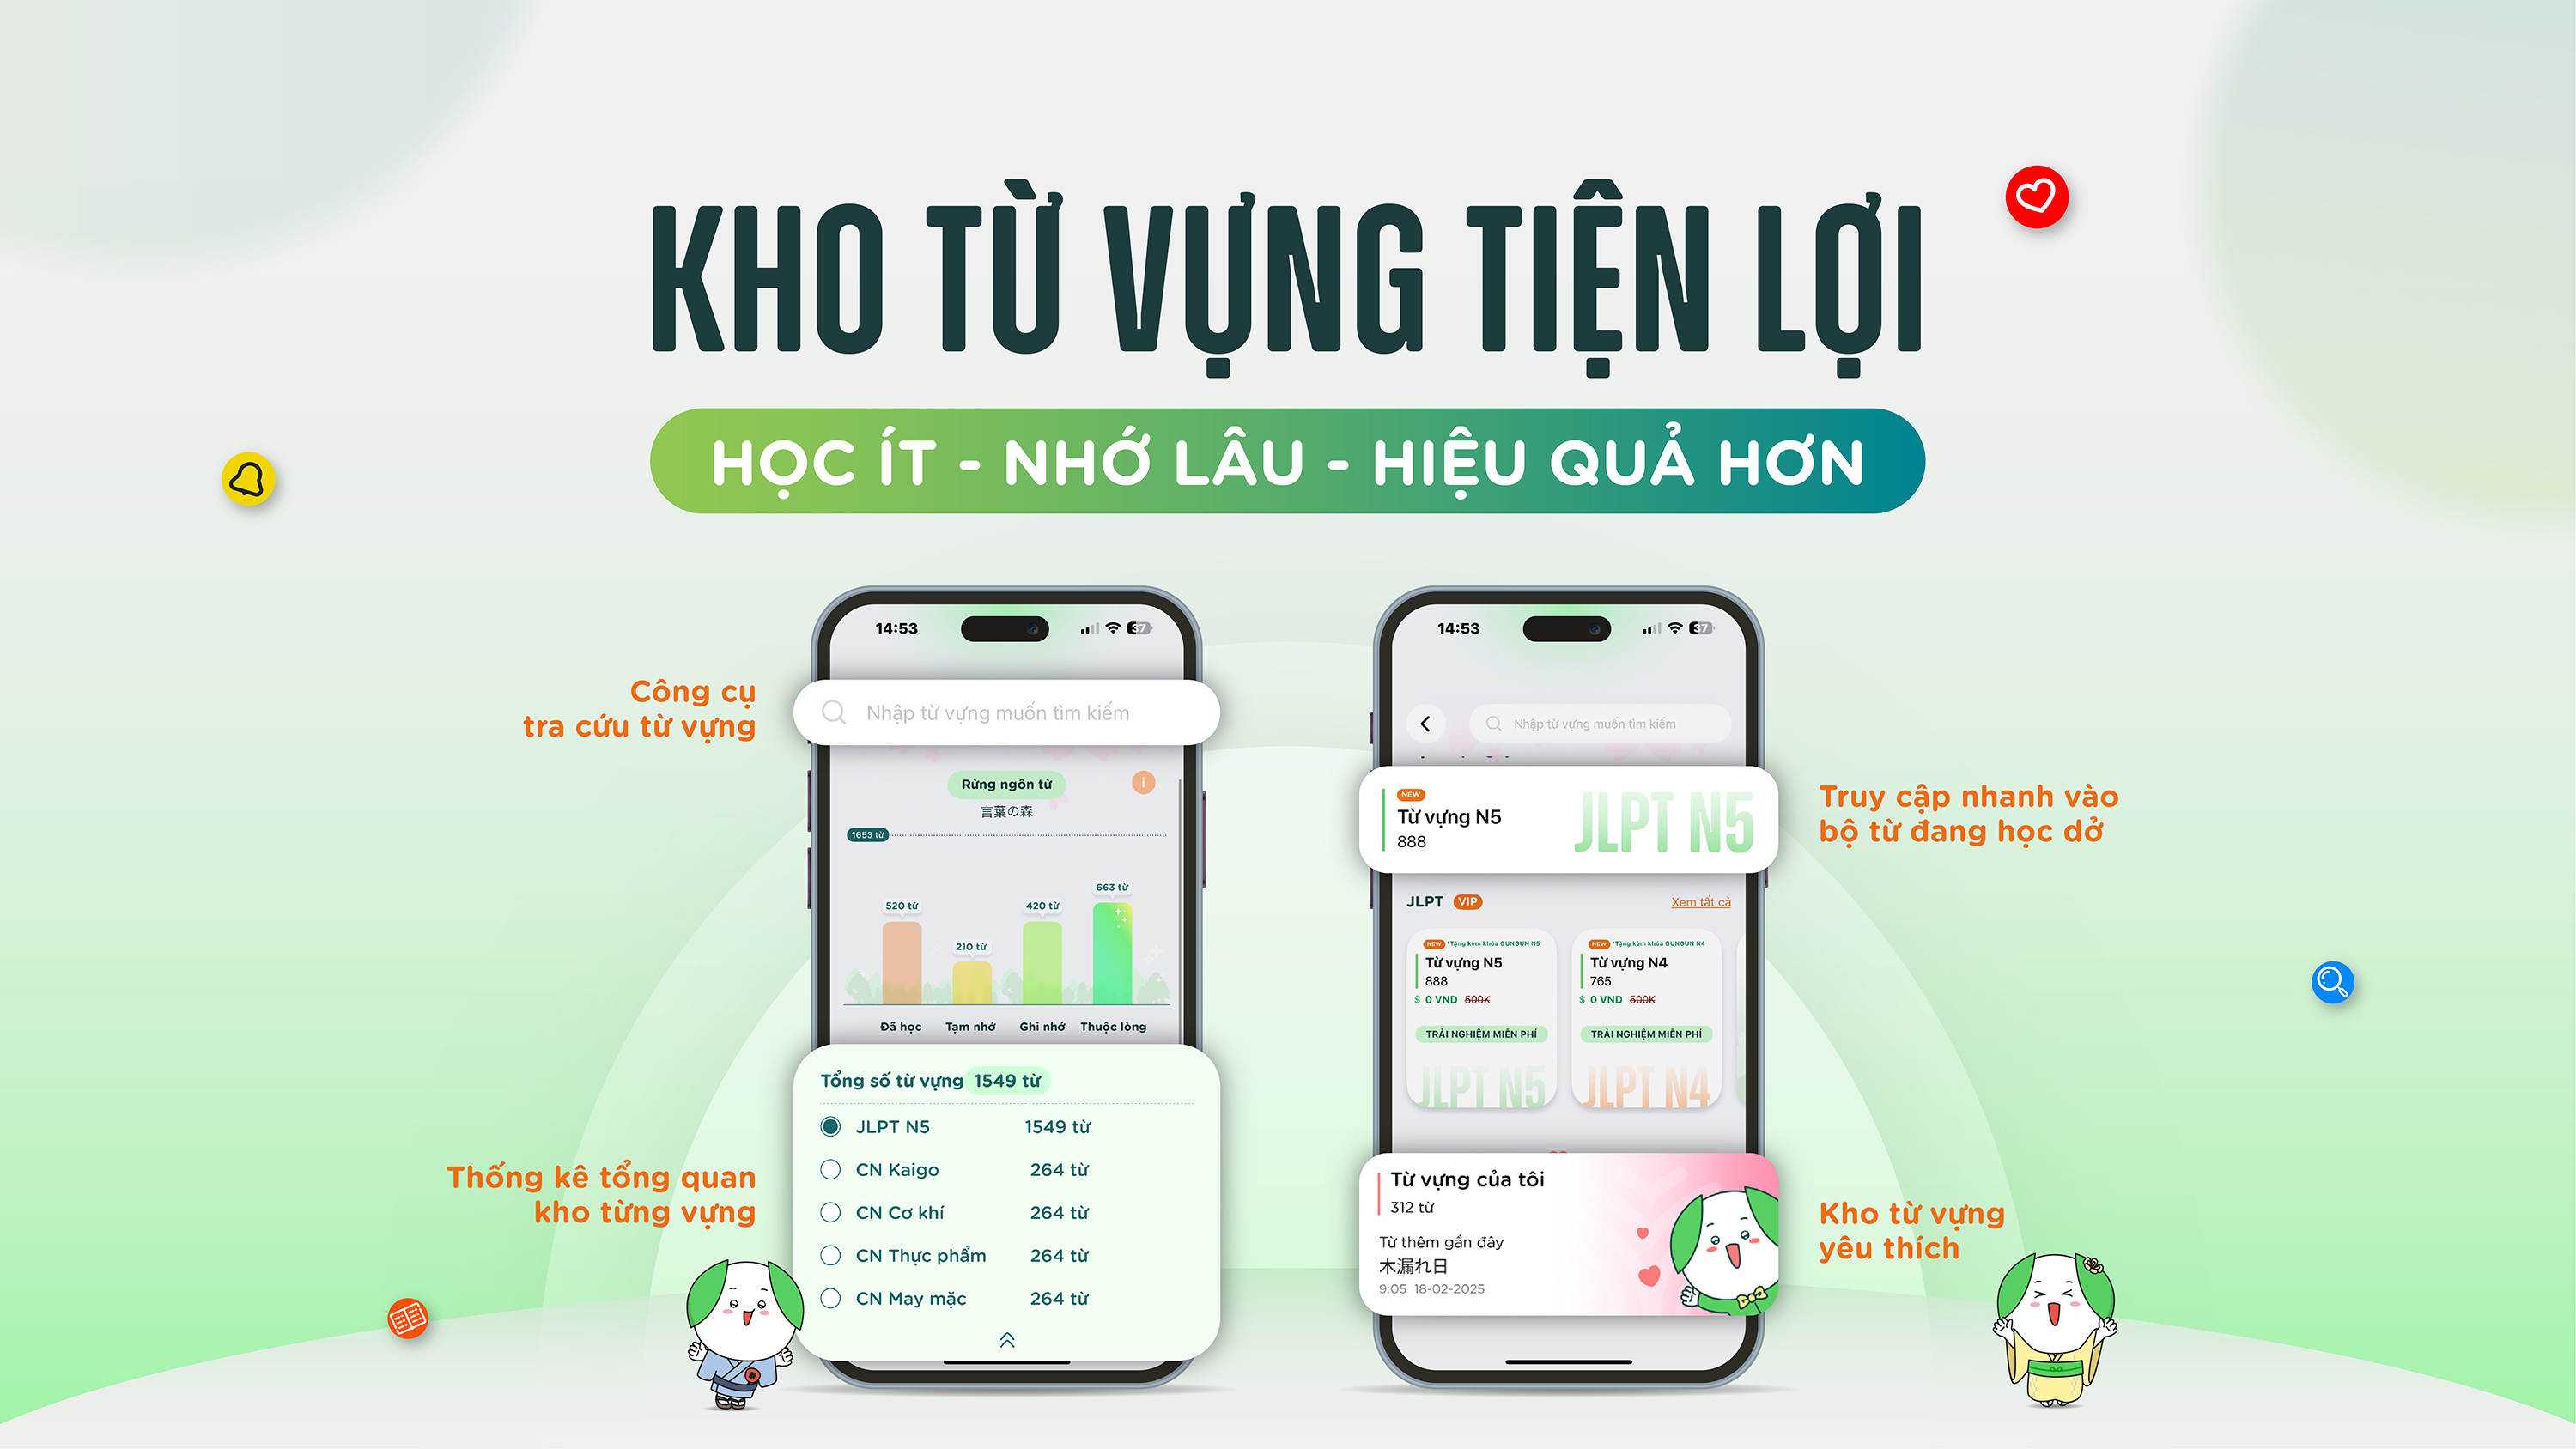 KHO TỪ VỰNG TIỆN LỢI
HỌC ÍT - NHỚ LÂU - HIỆU QUẢ HƠN
Công cụ
tra cứu từ vựng
14:53
37
Nhập từ vựng muốn tìm kiếm
Rừng ngôn từ
i
言葉の森
1653 từ
520 từ
210 từ
420 từ
663 từ
Đã học
Tạm nhớ
Ghi nhớ
Thuộc lòng
Tổng số từ vựng 1549 từ
JLPT N5 1549 từ
CN Kaigo 264 từ
CN Cơ khí 264 từ
CN Thực phẩm 264 từ
CN May mặc 264 từ
Thống kê tổng quan
kho từng vựng
14:53
37
Nhập từ vựng muốn tìm kiếm
NEW
Từ vựng N5
888
JLPT N5
Truy cập nhanh vào
bộ từ đang học dở
JLPT VIP
Xem tất cả
NEW *Tặng kèm khóa GUNGUN N5
Từ vựng N5
888
$ 0 VND 500K
TRẢI NGHIỆM MIỄN PHÍ
JLPT N5
NEW *Tặng kèm khóa GUNGUN N4
Từ vựng N4
765
$ 0 VND 500K
TRẢI NGHIỆM MIỄN PHÍ
JLPT N4
Từ vựng của tôi
312 từ
Từ thêm gần đây
木漏れ日
9:05 18-02-2025
Kho từ vựng
yêu thích